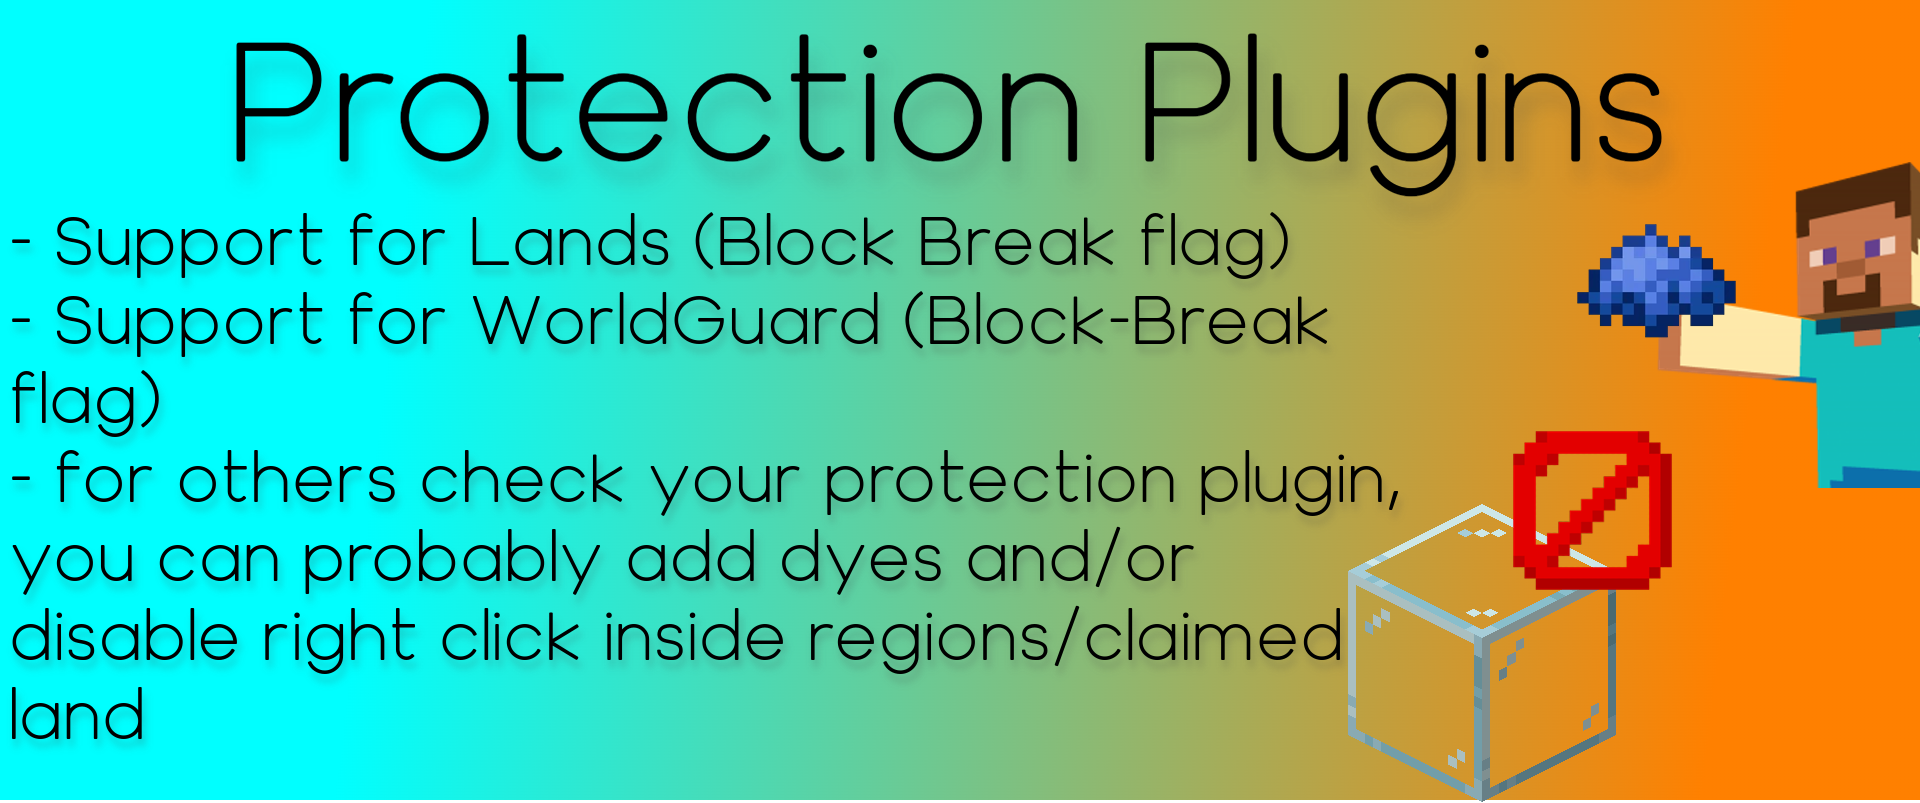 Protection Plugins
- Support for Lands (Block Break flag)
- Support for WorldGuard (Block-Break
flag)
- for others check your protection plugin,
you can probably add dyes and/or
disable right click inside regions/claimed
land